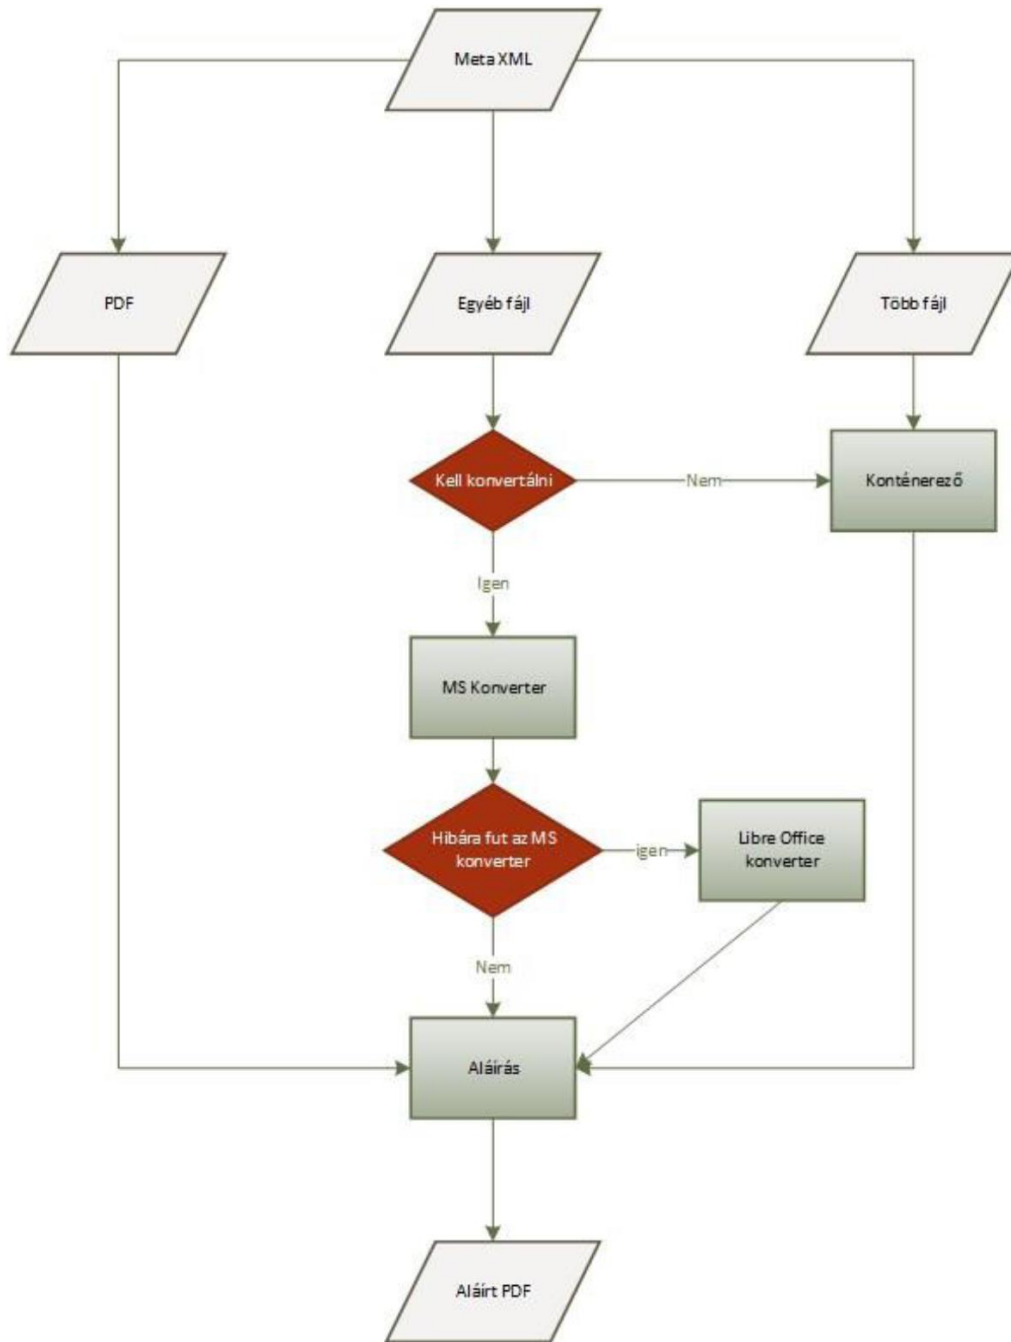 Meta XML
PDF
Egyéb fájl
Több fájl
Kell konvertálni
Nem
Konténerező
Igen
MS Konverter
Hibára fut az MS
konverter
igen
Libre Office
konverter
Nem
Aláírás
Aláírt PDF